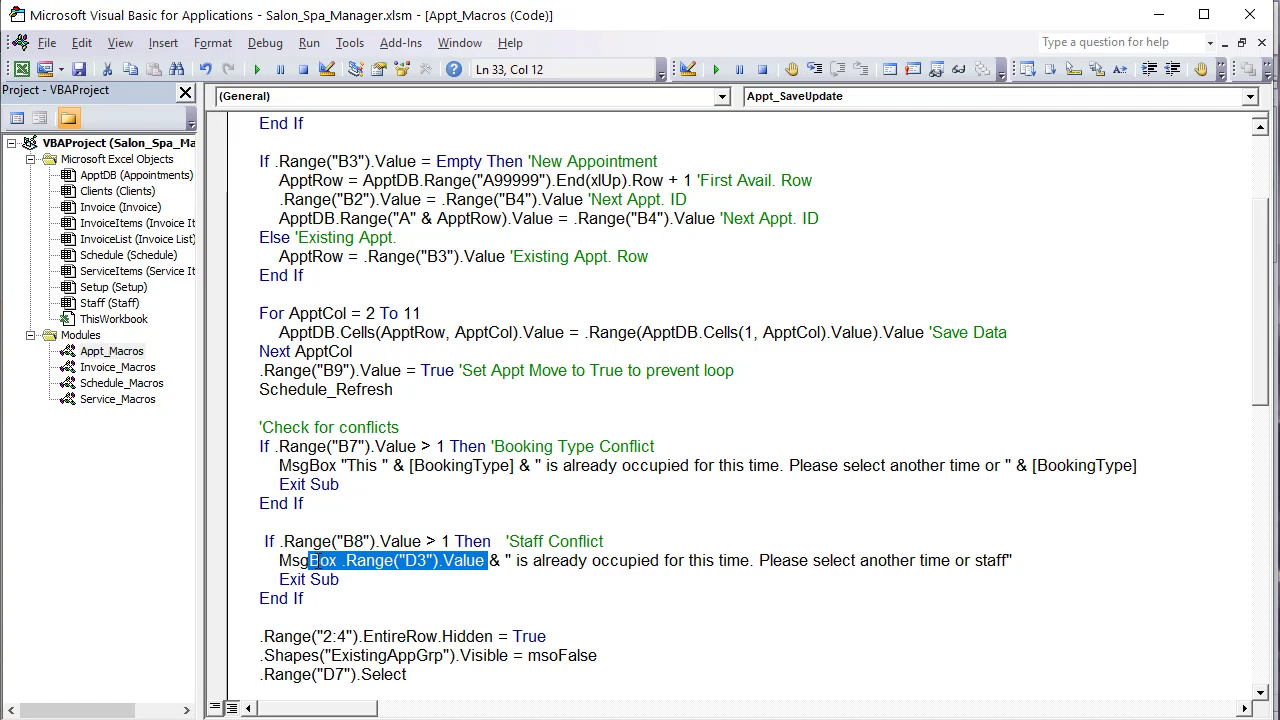 Microsoft Visual Basic for Applications - Salon_Spa_Manager.xlsm - [Appt_Macros (Code)]
File Edit View Insert Format Debug Run Tools Add-Ins Window Help
Type a question for help
Ln 33, Col 12
Project - VBAProject
(General)
Appt_SaveUpdate
VBAProject (Salon_Spa_Ma
Microsoft Excel Objects
ApptDB (Appointments)
Clients (Clients)
Invoice (Invoice)
InvoiceItems (Invoice It
InvoiceList (Invoice List)
Schedule (Schedule)
ServiceItems (Service It
Setup (Setup)
Staff (Staff)
ThisWorkbook
Modules
Appt_Macros
Invoice_Macros
Schedule_Macros
Service_Macros
End If
If .Range("B3").Value = Empty Then 'New Appointment
ApptRow = ApptDB.Range("A99999").End(xlUp).Row + 1 'First Avail. Row
.Range("B2").Value = .Range("B4").Value 'Next Appt. ID
ApptDB.Range("A" & ApptRow).Value = .Range("B4").Value 'Next Appt. ID
Else 'Existing Appt.
ApptRow = .Range("B3").Value 'Existing Appt. Row
End If
For ApptCol = 2 To 11
ApptDB.Cells(ApptRow, ApptCol).Value = .Range(ApptDB.Cells(1, ApptCol).Value).Value 'Save Data
Next ApptCol
.Range("B9").Value = True 'Set Appt Move to True to prevent loop
Schedule_Refresh
'Check for conflicts
If .Range("B7").Value > 1 Then 'Booking Type Conflict
MsgBox "This " & [BookingType] & " is already occupied for this time. Please select another time or " & [BookingType]
Exit Sub
End If
If .Range("B8").Value > 1 Then 'Staff Conflict
MsgBox .Range("D3").Value & " is already occupied for this time. Please select another time or staff"
Exit Sub
End If
.Range("2:4").EntireRow.Hidden = True
.Shapes("ExistingAppGrp").Visible = msoFalse
.Range("D7").Select